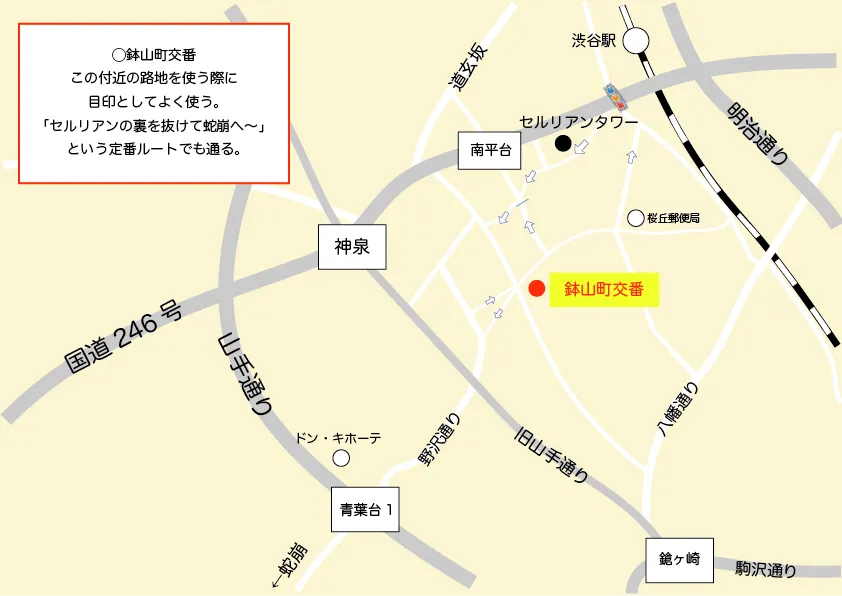 ◯鉢山町交番
この付近の路地を使う際に
目印としてよく使う。
「セルリアンの裏を抜けて蛇崩へ〜」
という定番ルートでも通る。
渋谷駅
道玄坂
セルリアンタワー
明治通り
南平台
桜丘郵便局
神泉
鉢山町交番
国道246号
山手通り
八幡通り
ドン・キホーテ
野沢通り
旧山手通り
青葉台1
鎗ヶ崎
駒沢通り
←蛇崩